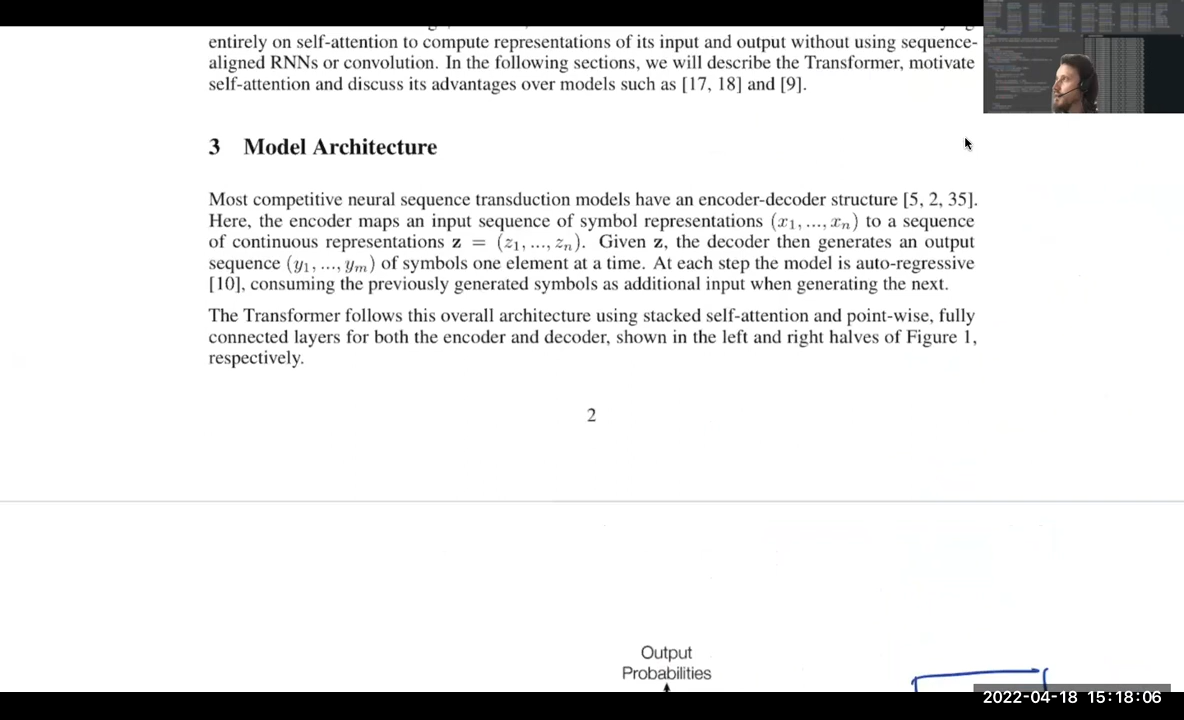 entirely on self-attention to compute representations of its input and output without using sequence-
aligned RNNs or convolution. In the following sections, we will describe the Transformer, motivate
self-attention and discuss its advantages over models such as [17, 18] and [9].
3 Model Architecture
Most competitive neural sequence transduction models have an encoder-decoder structure [5, 2, 35].
Here, the encoder maps an input sequence of symbol representations (x₁, ..., xₙ) to a sequence
of continuous representations z = (z₁, ..., zₙ). Given z, the decoder then generates an output
sequence (y₁, ..., yₘ) of symbols one element at a time. At each step the model is auto-regressive
[10], consuming the previously generated symbols as additional input when generating the next.
The Transformer follows this overall architecture using stacked self-attention and point-wise, fully
connected layers for both the encoder and decoder, shown in the left and right halves of Figure 1,
respectively.
2
Output
Probabilities
2022-04-18 15:18:06